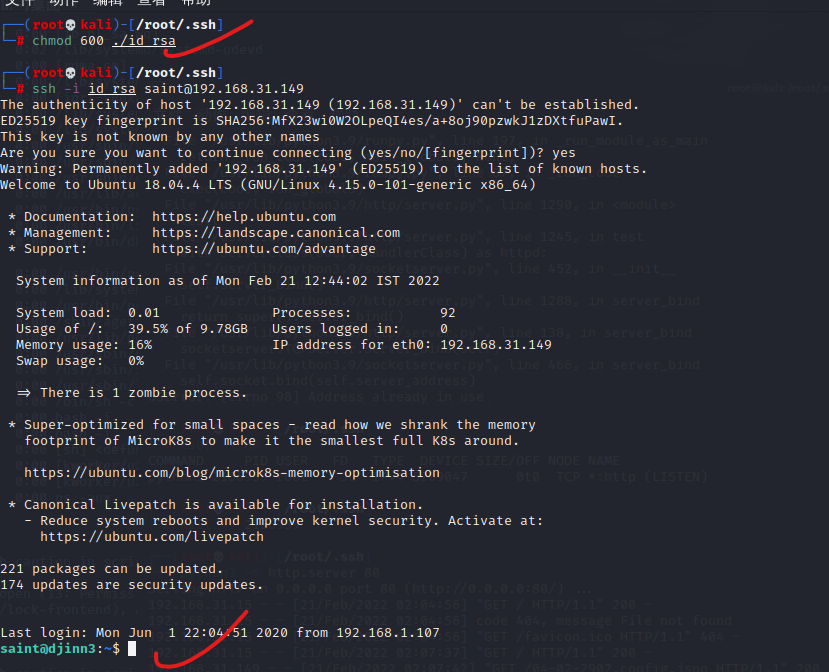 文件 动作 编辑 查看 帮助
┌──(root💀kali)-[/root/.ssh]
└─# chmod 600 ./id_rsa
┌──(root💀kali)-[/root/.ssh]
└─# ssh -i id_rsa saint@192.168.31.149
The authenticity of host '192.168.31.149 (192.168.31.149)' can't be established.
ED25519 key fingerprint is SHA256:MfX23wi0W2OLpeQI4es/a+8oj90pzwkJ1zDXtfuPawI.
This key is not known by any other names
Are you sure you want to continue connecting (yes/no/[fingerprint])? yes
Warning: Permanently added '192.168.31.149' (ED25519) to the list of known hosts.
Welcome to Ubuntu 18.04.4 LTS (GNU/Linux 4.15.0-101-generic x86_64)
* Documentation: https://help.ubuntu.com
* Management: https://landscape.canonical.com
* Support: https://ubuntu.com/advantage
System information as of Mon Feb 21 12:44:02 IST 2022
System load: 0.01 Processes: 92
Usage of /: 39.5% of 9.78GB Users logged in: 0
Memory usage: 16% IP address for eth0: 192.168.31.149
Swap usage: 0%
=> There is 1 zombie process.
* Super-optimized for small spaces - read how we shrank the memory
footprint of MicroK8s to make it the smallest full K8s around.
https://ubuntu.com/blog/microk8s-memory-optimisation
* Canonical Livepatch is available for installation.
- Reduce system reboots and improve kernel security. Activate at:
https://ubuntu.com/livepatch
221 packages can be updated.
174 updates are security updates.
Last login: Mon Jun 1 22:04:51 2020 from 192.168.1.107
saint@djinn3:~$